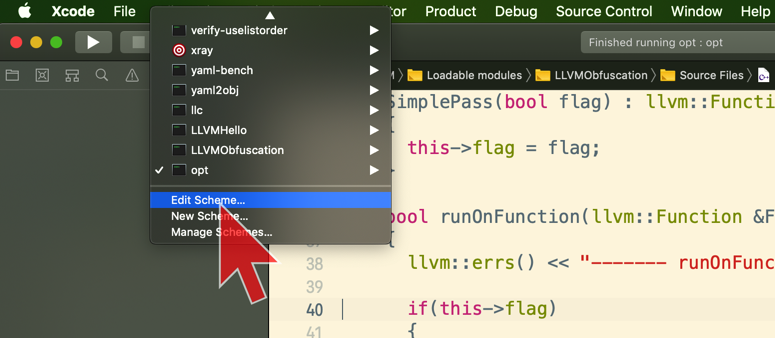 Xcode File tor Product Debug Source Control Window Help
Finished running opt : opt
verify-uselistorder
xray
yaml-bench
yaml2obj
llc
LLVMHello
LLVMObfuscation
opt
Edit Scheme...
New Scheme...
Manage Schemes...
M Loadable modules LLVMObfuscation Source Files
SimplePass(bool flag) : llvm::Functi
{
this->flag = flag;
}
bool runOnFunction(llvm::Function &F
37 {
38 llvm::errs() << "------- runOnFunc
39
40 if(this->flag)
41 {